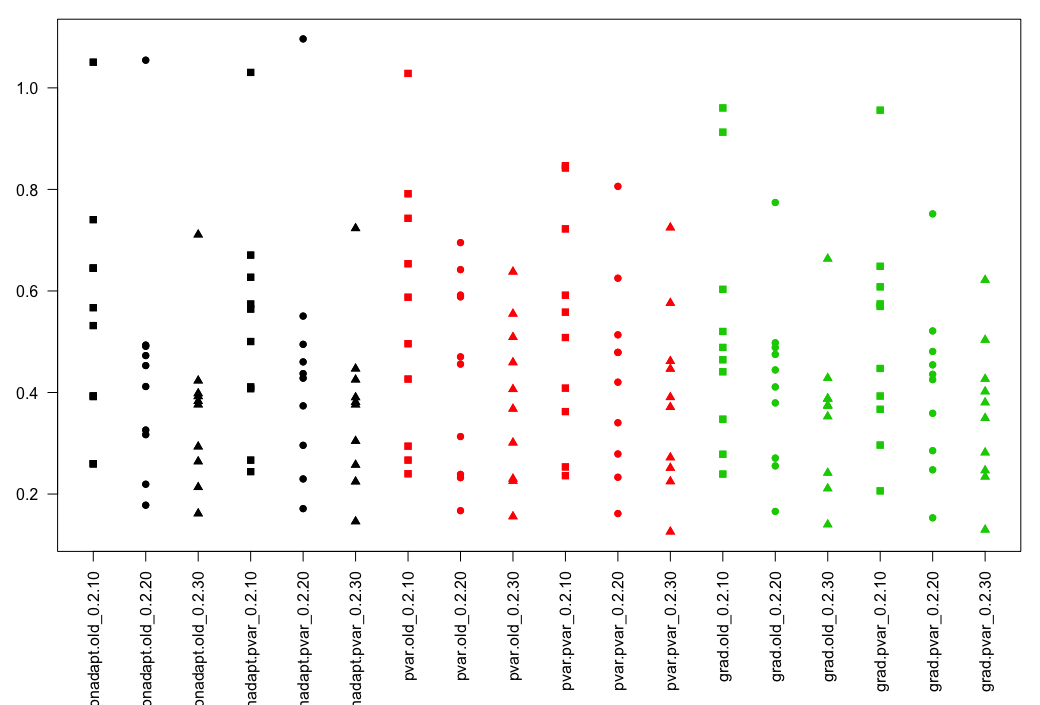 1.0
0.8
0.6
0.4
0.2
onadapt.old_0.2.10
onadapt.old_0.2.20
onadapt.old_0.2.30
nadapt.pvar_0.2.10
nadapt.pvar_0.2.20
nadapt.pvar_0.2.30
pvar.old_0.2.10
pvar.old_0.2.20
pvar.old_0.2.30
pvar.pvar_0.2.10
pvar.pvar_0.2.20
pvar.pvar_0.2.30
grad.old_0.2.10
grad.old_0.2.20
grad.old_0.2.30
grad.pvar_0.2.10
grad.pvar_0.2.20
grad.pvar_0.2.30